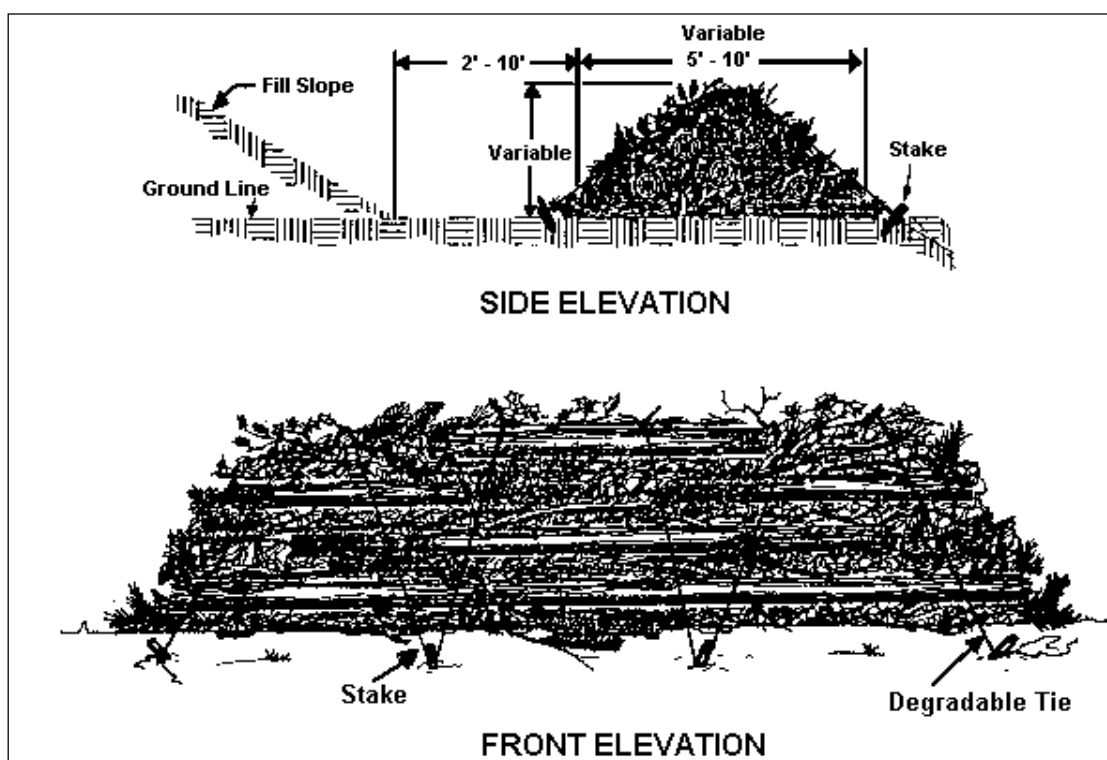 Variable
2' - 10'
5' - 10'
Fill Slope
Variable
Stake
Ground Line
SIDE ELEVATION
Stake
Degradable Tie
FRONT ELEVATION